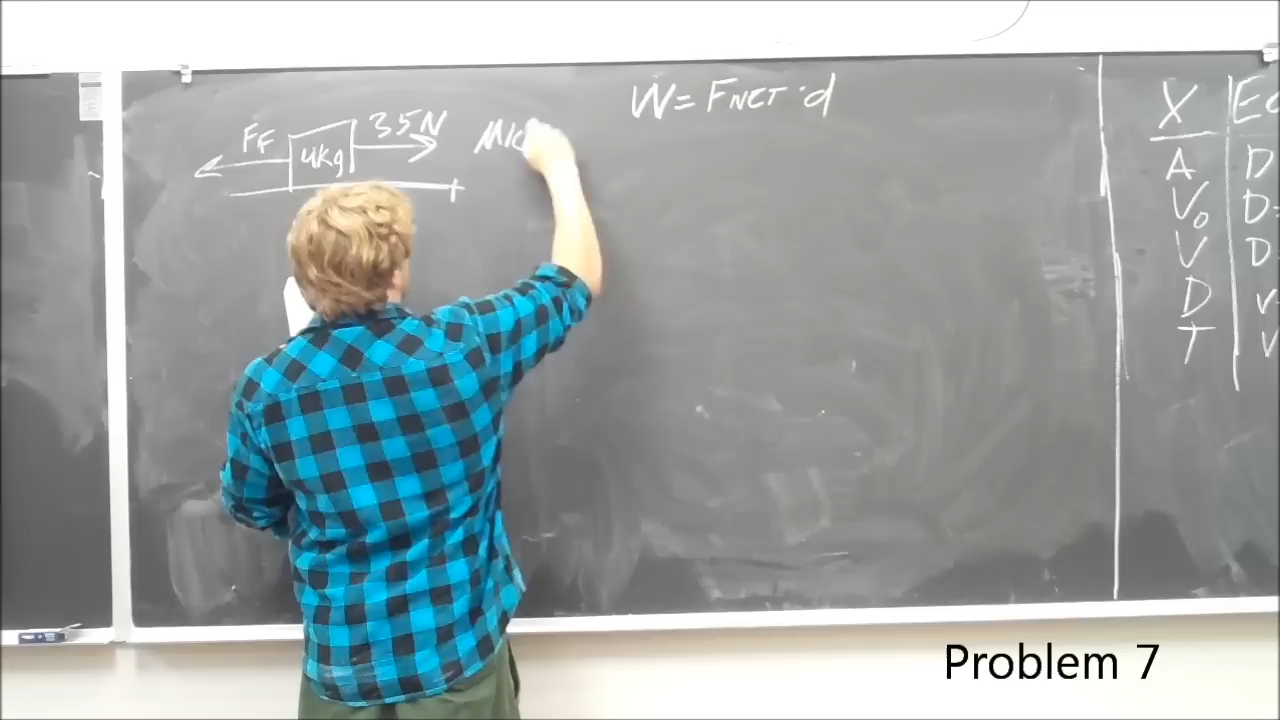 W = FNET · d
FF 4Kg 35N
X
A
V0
V
D
T
D
D=
D
V
V
Problem 7